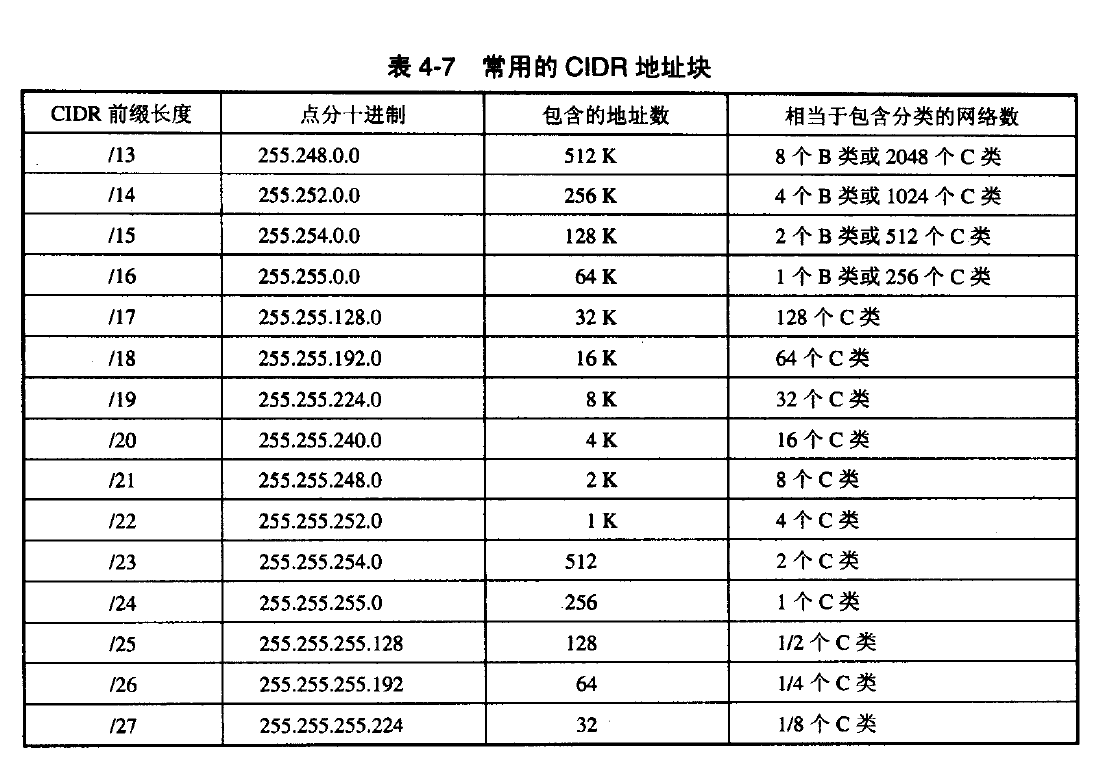 表 4-7 常用的 CIDR 地址块
CIDR 前缀长度 点分十进制 包含的地址数 相当于包含分类的网络数
/13 255.248.0.0 512 K 8 个 B 类或 2048 个 C 类
/14 255.252.0.0 256 K 4 个 B 类或 1024 个 C 类
/15 255.254.0.0 128 K 2 个 B 类或 512 个 C 类
/16 255.255.0.0 64 K 1 个 B 类或 256 个 C 类
/17 255.255.128.0 32 K 128 个 C 类
/18 255.255.192.0 16 K 64 个 C 类
/19 255.255.224.0 8 K 32 个 C 类
/20 255.255.240.0 4 K 16 个 C 类
/21 255.255.248.0 2 K 8 个 C 类
/22 255.255.252.0 1 K 4 个 C 类
/23 255.255.254.0 512 2 个 C 类
/24 255.255.255.0 256 1 个 C 类
/25 255.255.255.128 128 1/2 个 C 类
/26 255.255.255.192 64 1/4 个 C 类
/27 255.255.255.224 32 1/8 个 C 类